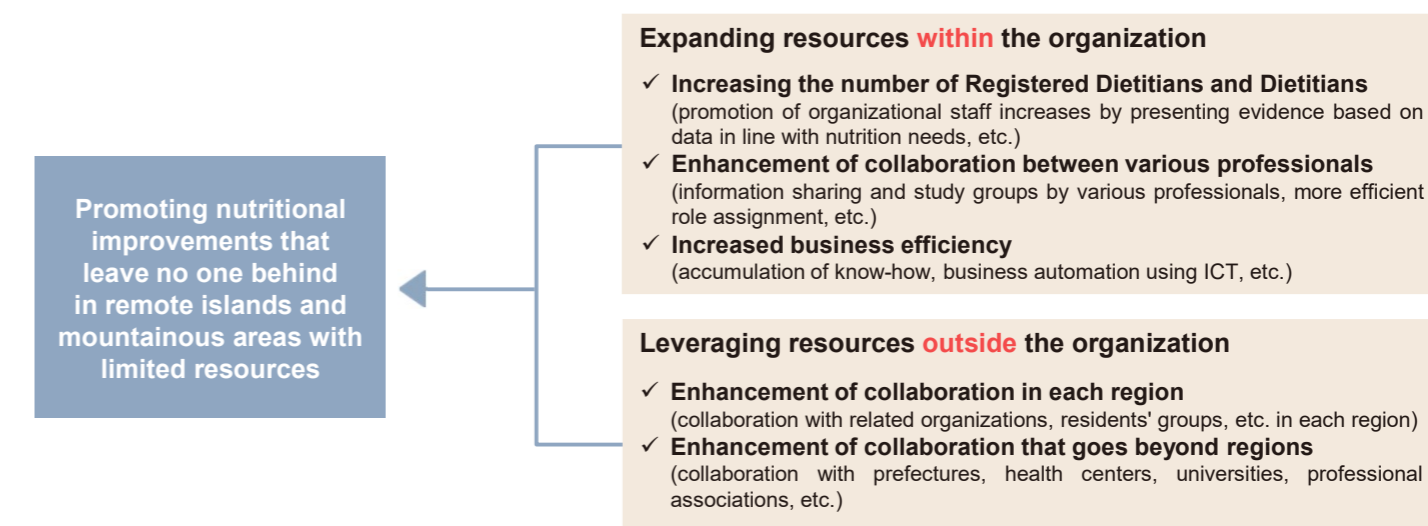 Promoting nutritional
improvements that
leave no one behind
in remote islands and
mountainous areas with
limited resources
Expanding resources within the organization
✓ Increasing the number of Registered Dietitians and Dietitians
(promotion of organizational staff increases by presenting evidence based on
data in line with nutrition needs, etc.)
✓ Enhancement of collaboration between various professionals
(information sharing and study groups by various professionals, more efficient
role assignment, etc.)
✓ Increased business efficiency
(accumulation of know-how, business automation using ICT, etc.)
Leveraging resources outside the organization
✓ Enhancement of collaboration in each region
(collaboration with related organizations, residents' groups, etc. in each region)
✓ Enhancement of collaboration that goes beyond regions
(collaboration with prefectures, health centers, universities, professional
associations, etc.)